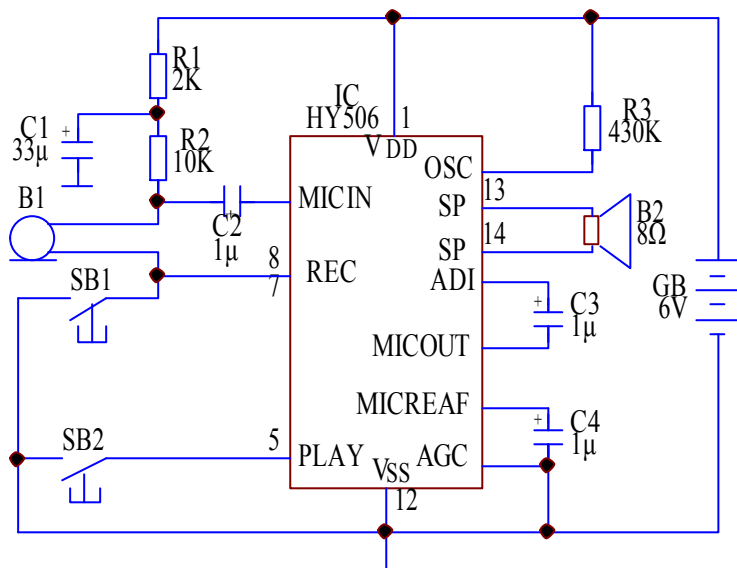 R1
2K
IC
HY506
1
VDD
C1
+
33μ
R2
10K
R3
430K
OSC
13
B1
MICIN
SP
C2
+
1μ
14
B2
8Ω
SP
8
7
REC
ADI
SB1
+
C3
1μ
GB
6V
MICOUT
MICREAF
+
C4
1μ
SB2
5
PLAY
VSS
AGC
12